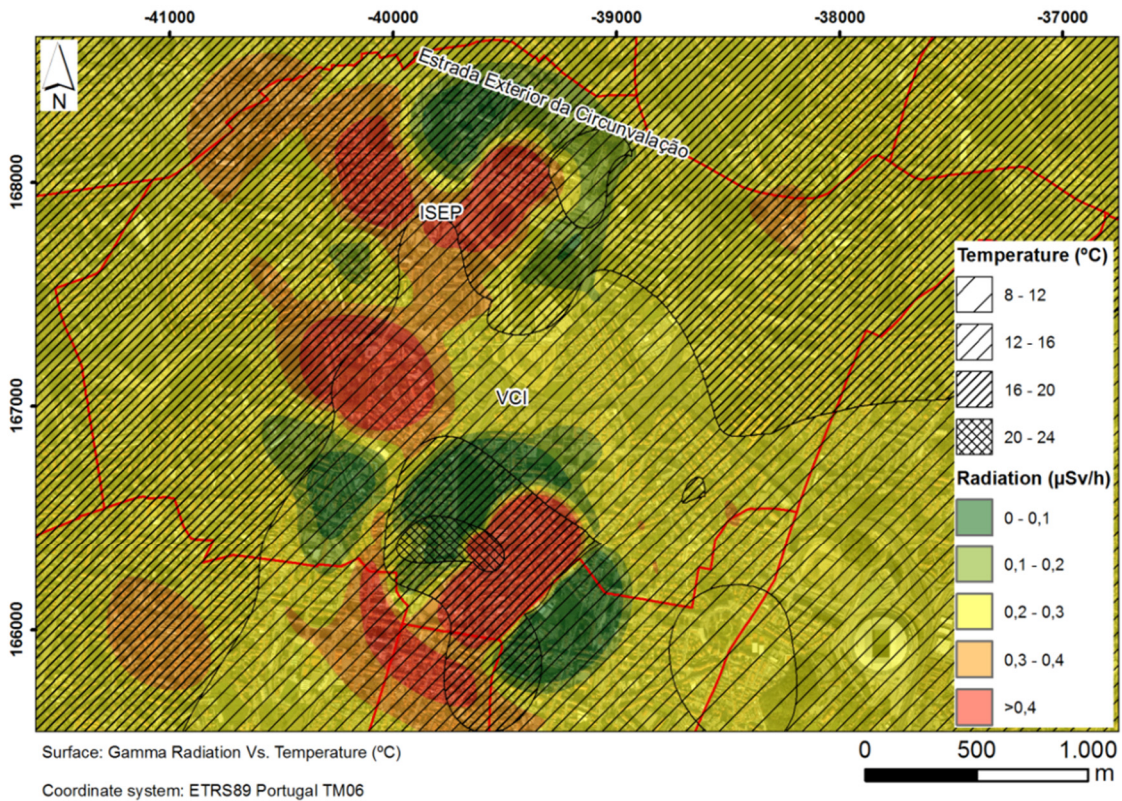 -41000 -40000 -39000 -38000 -37000
N
Estrada Exterior da Circunvalação
168000
ISEP
167000
VCI
166000
Temperature (ºC)
8 - 12
12 - 16
16 - 20
20 - 24
Radiation (µSv/h)
0 - 0,1
0,1 - 0,2
0,2 - 0,3
0,3 - 0,4
>0,4
Surface: Gamma Radiation Vs. Temperature (ºC)
0 500 1.000
m
Coordinate system: ETRS89 Portugal TM06